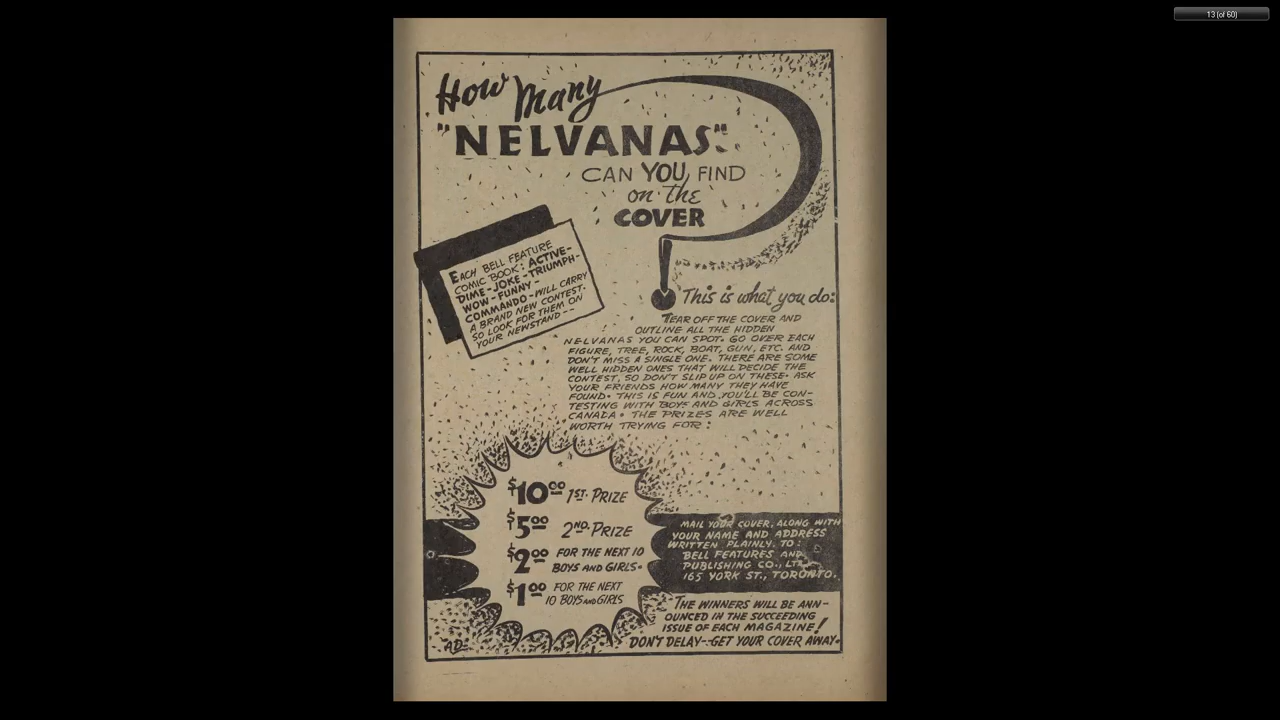 13 (of 60)
How Many
"NELVANAS"
CAN YOU FIND
on the
COVER
EACH BELL FEATURE
COMIC BOOK: ACTIVE-
DIME-JOKE-TRIUMPH-
WOW-FUNNY-
COMMANDO-WILL CARRY
A BRAND NEW CONTEST.
SO LOOK FOR THEM ON
YOUR NEWSTAND--
This is what you do:
TEAR OFF THE COVER AND
OUTLINE ALL THE HIDDEN
NELVANAS YOU CAN SPOT. GO OVER EACH
FIGURE, TREE, ROCK, BOAT, GUN, ETC. AND
DON'T MISS A SINGLE ONE. THERE ARE SOME
WELL HIDDEN ONES THAT WILL DECIDE THE
CONTEST, SO DON'T SLIP UP ON THESE. ASK
YOUR FRIENDS HOW MANY THEY HAVE
FOUND. THIS IS FUN AND YOU'LL BE CON-
TESTING WITH BOYS AND GIRLS ACROSS
CANADA. THE PRIZES ARE WELL
WORTH TRYING FOR:
$10.00 1ST. PRIZE
$5.00 2ND. PRIZE
$2.00 FOR THE NEXT 10
BOYS AND GIRLS.
$1.00 FOR THE NEXT
10 BOYS AND GIRLS
MAIL YOUR COVER, ALONG WITH
YOUR NAME AND ADDRESS
WRITTEN PLAINLY. TO:
BELL FEATURES AND
PUBLISHING CO., LTD.
165 YORK ST., TORONTO.
THE WINNERS WILL BE ANN-
OUNCED IN THE SUCCEEDING
ISSUE OF EACH MAGAZINE!
DON'T DELAY--GET YOUR COVER AWAY.
AD